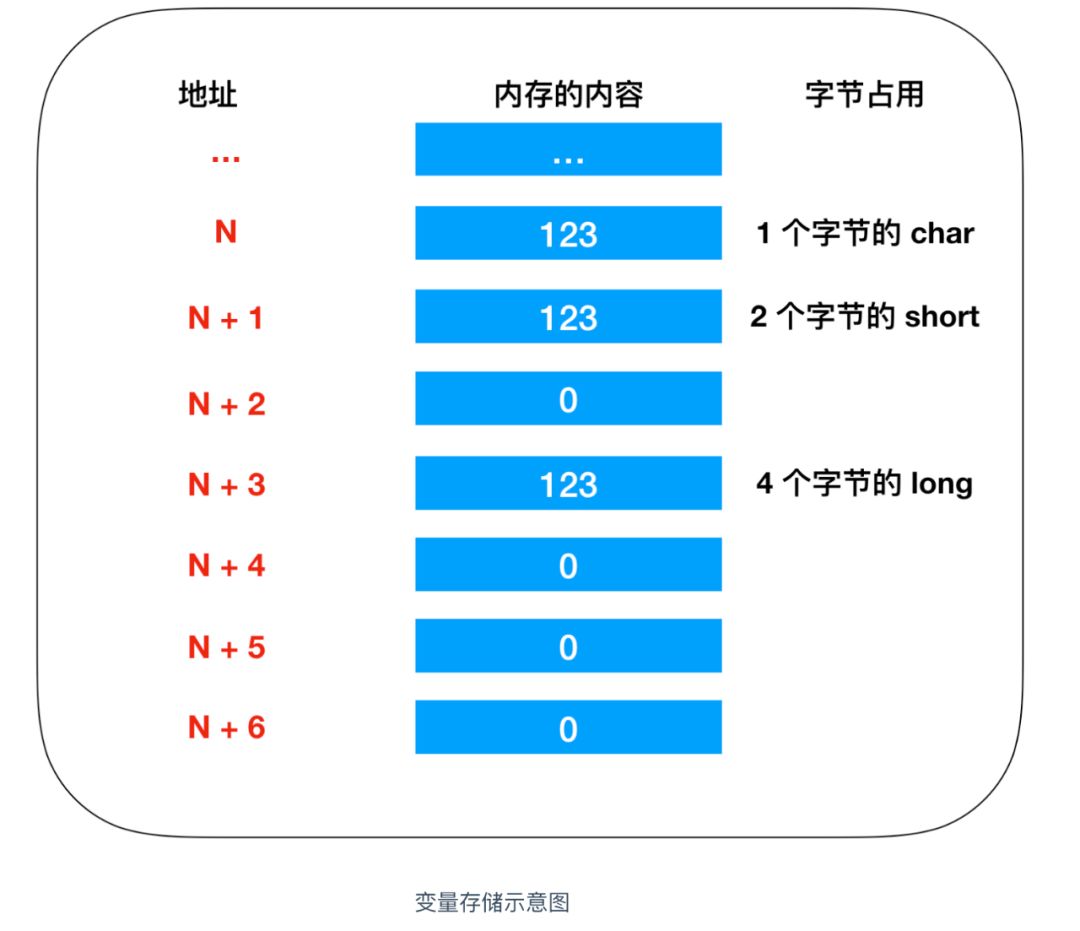 地址 内存的内容 字节占用
... ...
N 123 1 个字节的 char
N + 1 123 2 个字节的 short
N + 2 0
N + 3 123 4 个字节的 long
N + 4 0
N + 5 0
N + 6 0
变量存储示意图